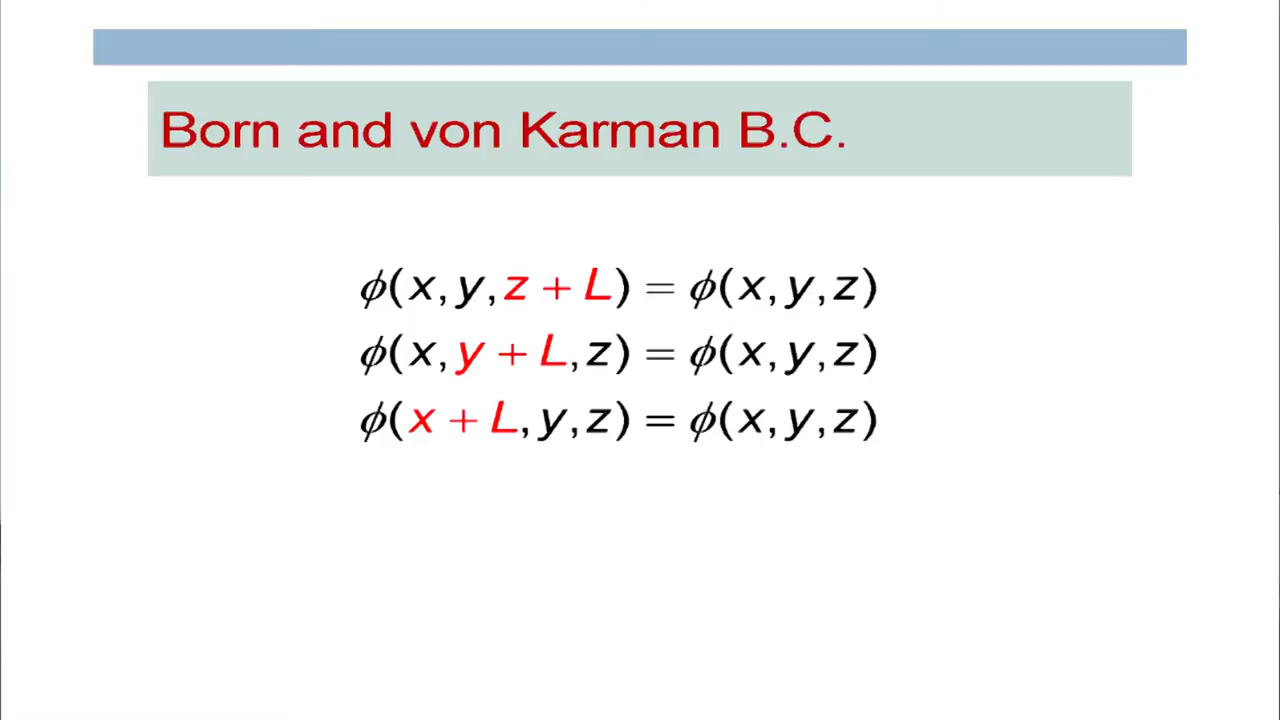 Born and von Karman B.C.
ϕ(x,y,z + L) = ϕ(x,y,z)
ϕ(x,y + L,z) = ϕ(x,y,z)
ϕ(x + L,y,z) = ϕ(x,y,z)